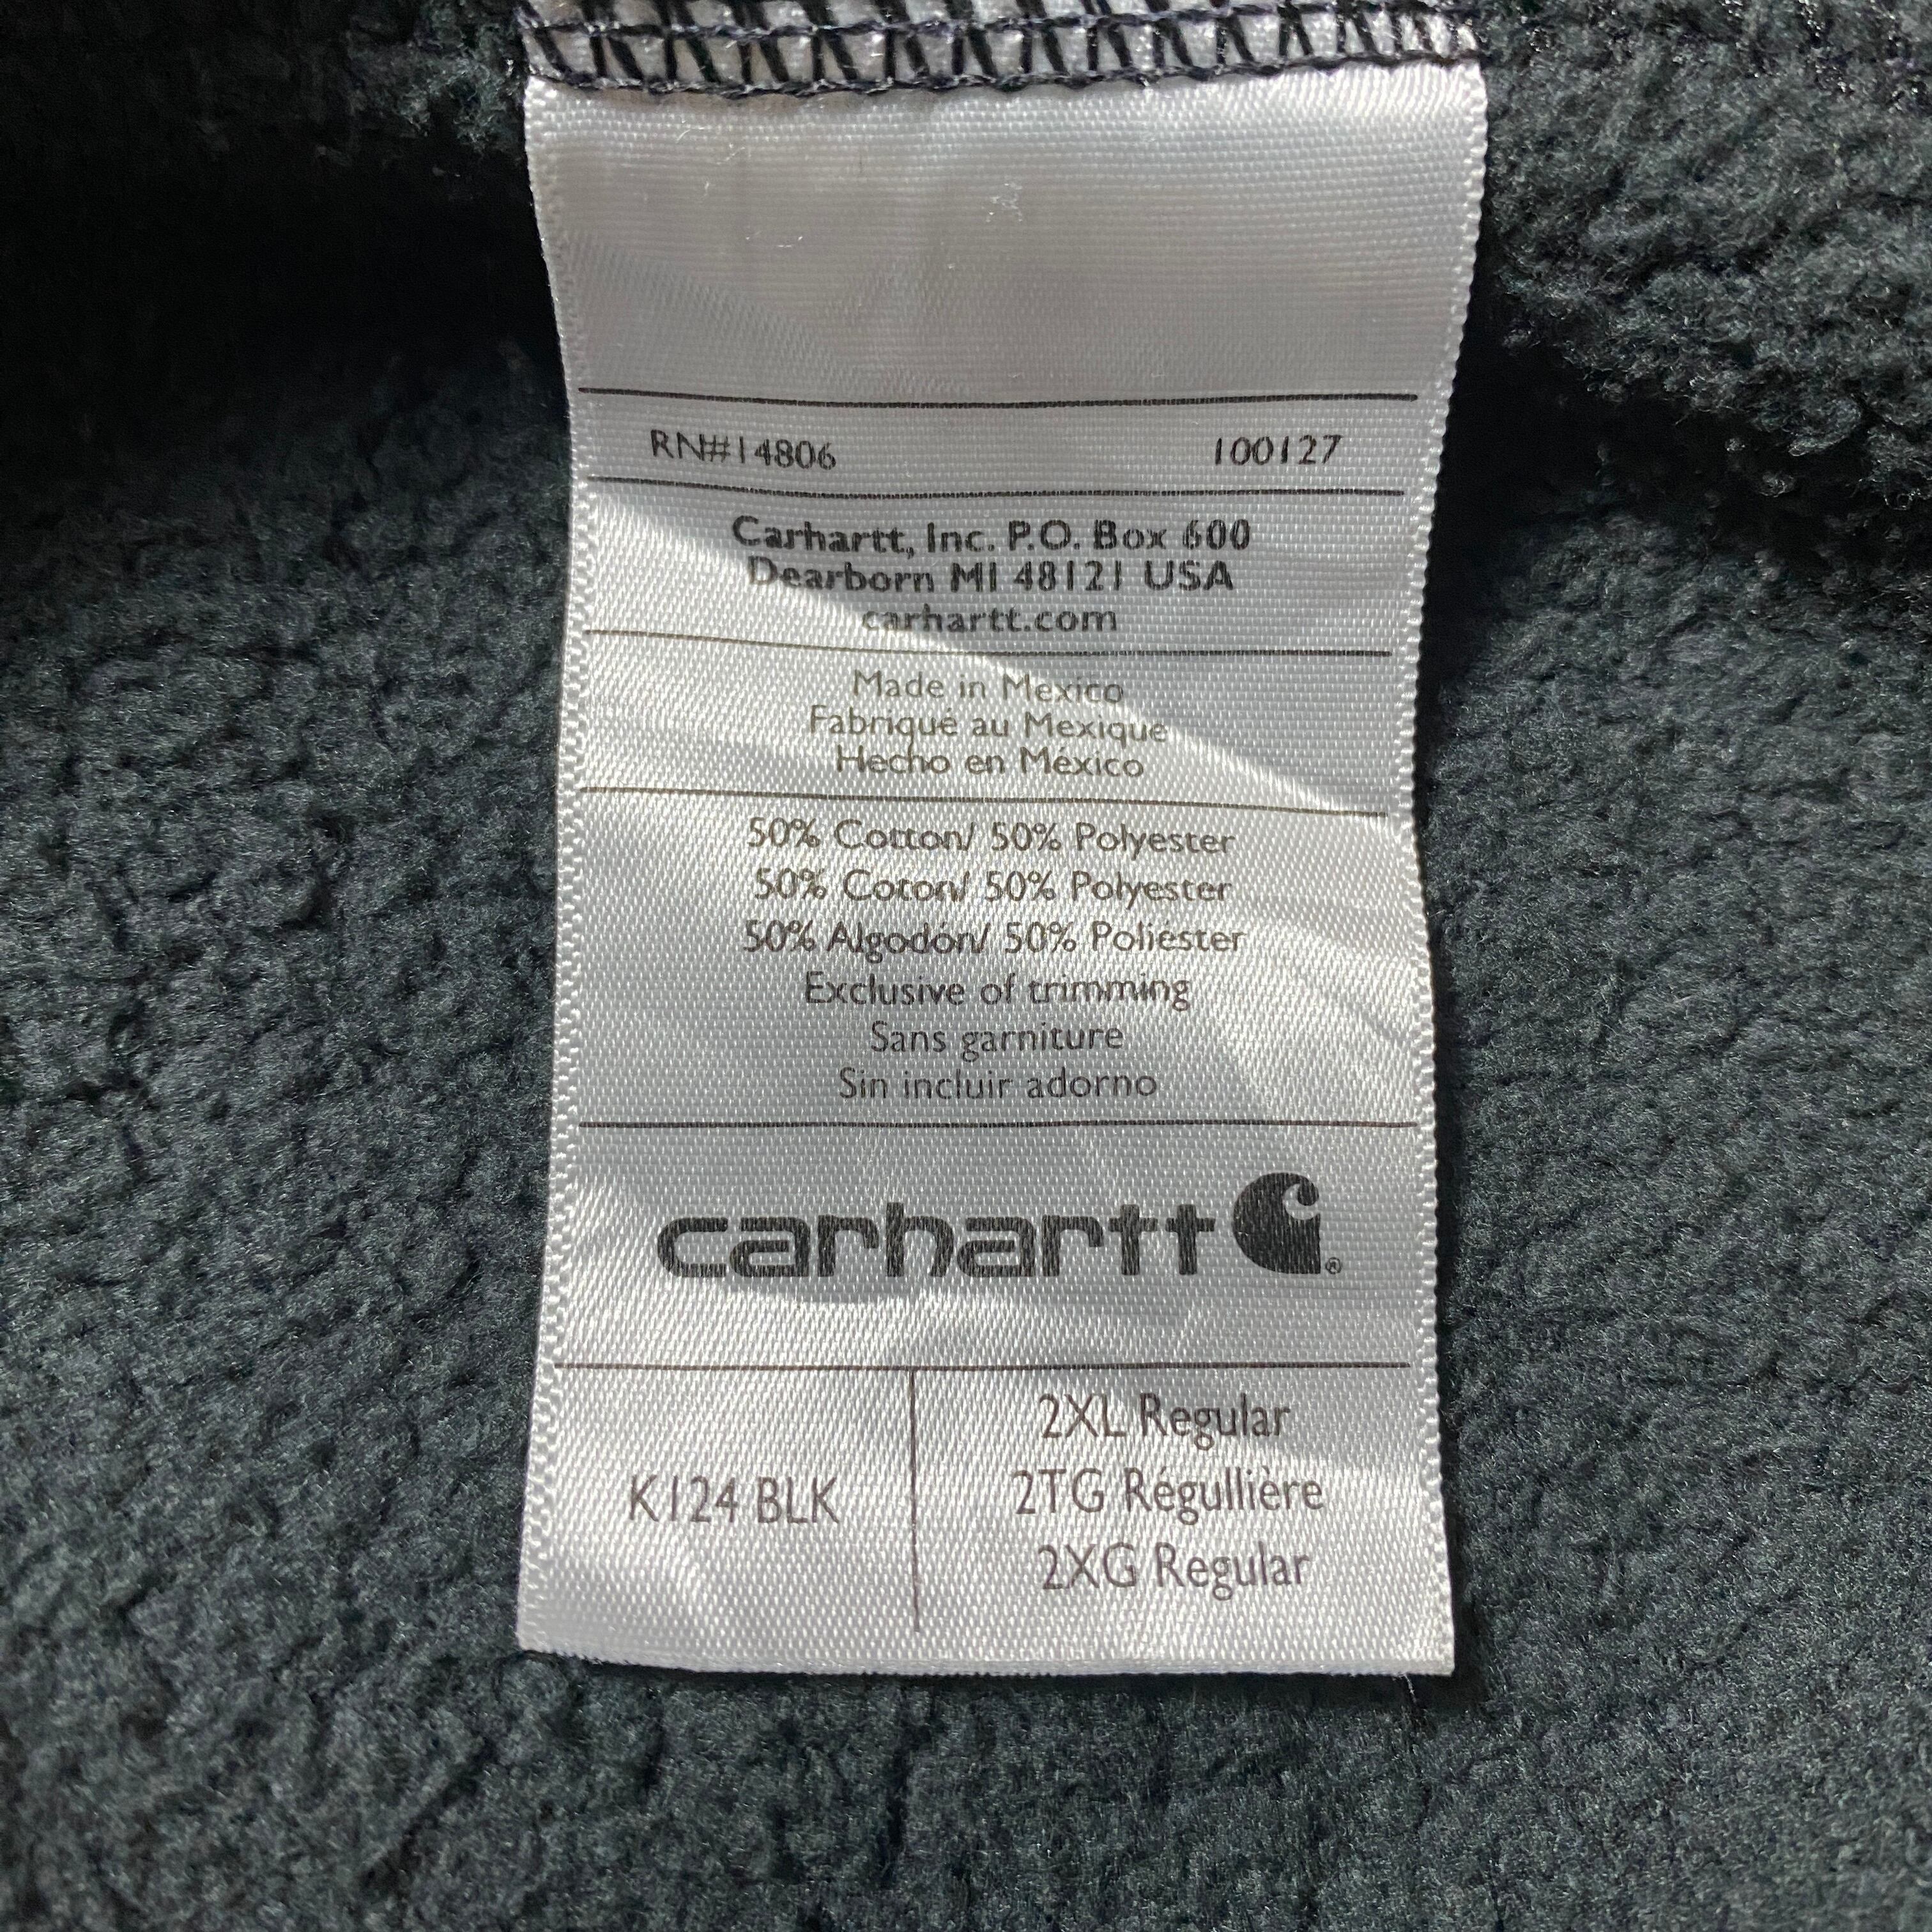 RN#14806 100127
Carhartt, Inc. P.O. Box 600
Dearborn MI 48121 USA
carhartt.com
Made in Mexico
Fabriqué au Mexique
Hecho en México
50% Cotton/ 50% Polyester
50% Coton/ 50% Polyester
50% Algodón/ 50% Poliéster
Exclusive of trimming
Sans garniture
Sin incluir adorno
carhartt®
2XL Regular
K124 BLK 2TG Régullière
2XG Regular